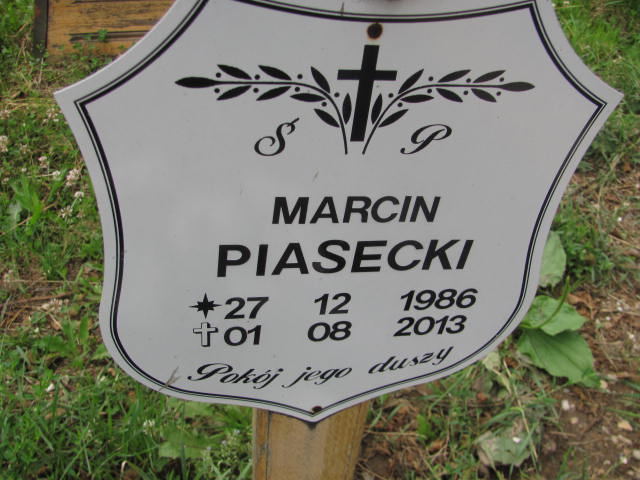 Ś P
MARCIN
PIASECKI
27 12 1986
01 08 2013
Pokój jego duszy